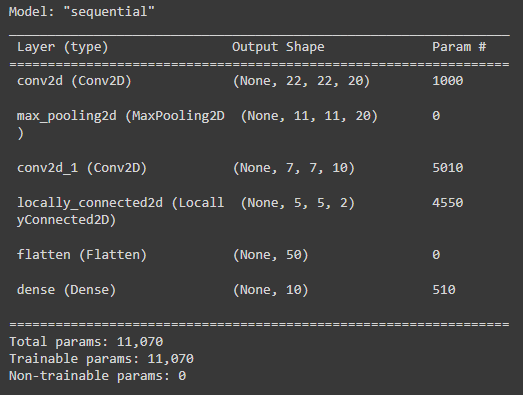 Model: "sequential"
_________________________________________________________________
Layer (type) Output Shape Param #
=================================================================
conv2d (Conv2D) (None, 22, 22, 20) 1000
max_pooling2d (MaxPooling2D (None, 11, 11, 20) 0
)
conv2d_1 (Conv2D) (None, 7, 7, 10) 5010
locally_connected2d (Locall (None, 5, 5, 2) 4550
yConnected2D)
flatten (Flatten) (None, 50) 0
dense (Dense) (None, 10) 510
=================================================================
Total params: 11,070
Trainable params: 11,070
Non-trainable params: 0